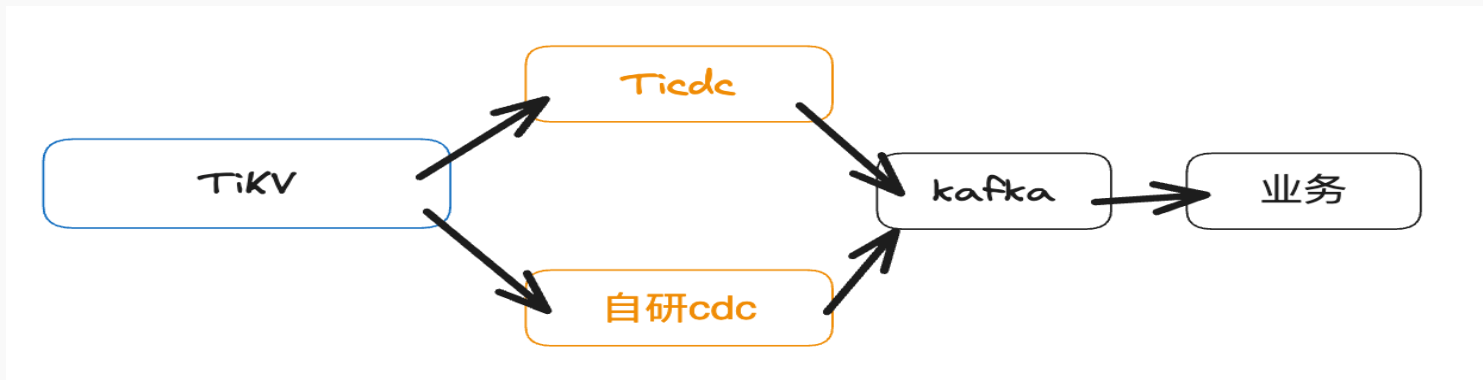 Ticdc
TiKV
kafka
业务
自研cdc